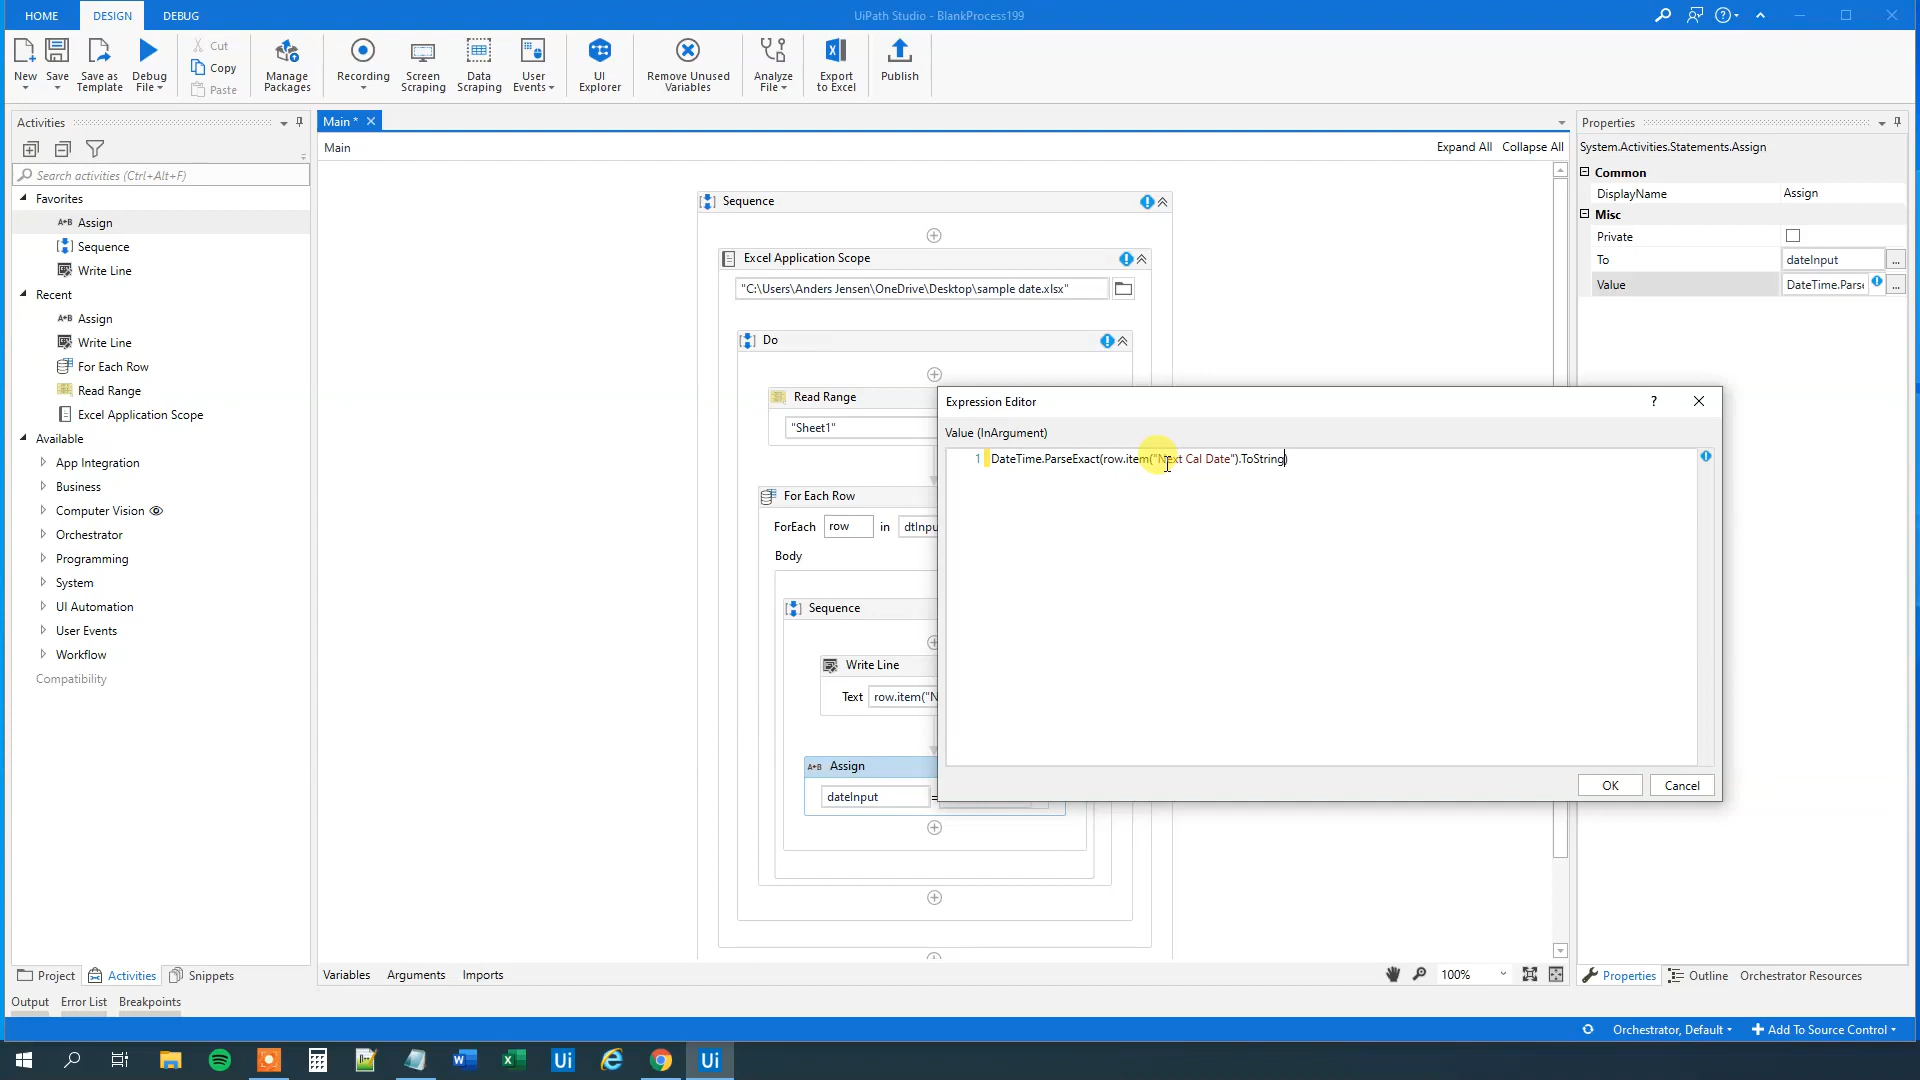 HOME
DESIGN
DEBUG
UiPath Studio - BlankProcess199
New
Save
Save as Template
Debug File
Cut
Copy
Paste
Manage Packages
Recording
Screen Scraping
Data Scraping
User Events
UI Explorer
Remove Unused Variables
Analyze File
Export to Excel
Publish
Activities
Search activities (Ctrl+Alt+F)
Favorites
Assign
Sequence
Write Line
Recent
Assign
Write Line
For Each Row
Read Range
Excel Application Scope
Available
App Integration
Business
Computer Vision
Orchestrator
Programming
System
UI Automation
User Events
Workflow
Compatibility
Project
Activities
Snippets
Main *
Main
Expand All
Collapse All
Sequence
Excel Application Scope
"C:\Users\Anders Jensen\OneDrive\Desktop\sample date.xlsx"
Do
Read Range
"Sheet1"
For Each Row
ForEach
row
in
dtInpu
Body
Sequence
Write Line
Text
row.item("N
A+B Assign
dateInput
=
Expression Editor
?
Value (InArgument)
1
DateTime.ParseExact(row.item("Next Cal Date").ToString)
OK
Cancel
Variables
Arguments
Imports
100%
Properties
System.Activities.Statements.Assign
Common
DisplayName
Assign
Misc
Private
To
dateInput
...
Value
DateTime.Parse
...
Properties
Outline
Orchestrator Resources
Output
Error List
Breakpoints
Orchestrator, Default
Add To Source Control
Ui
Ui